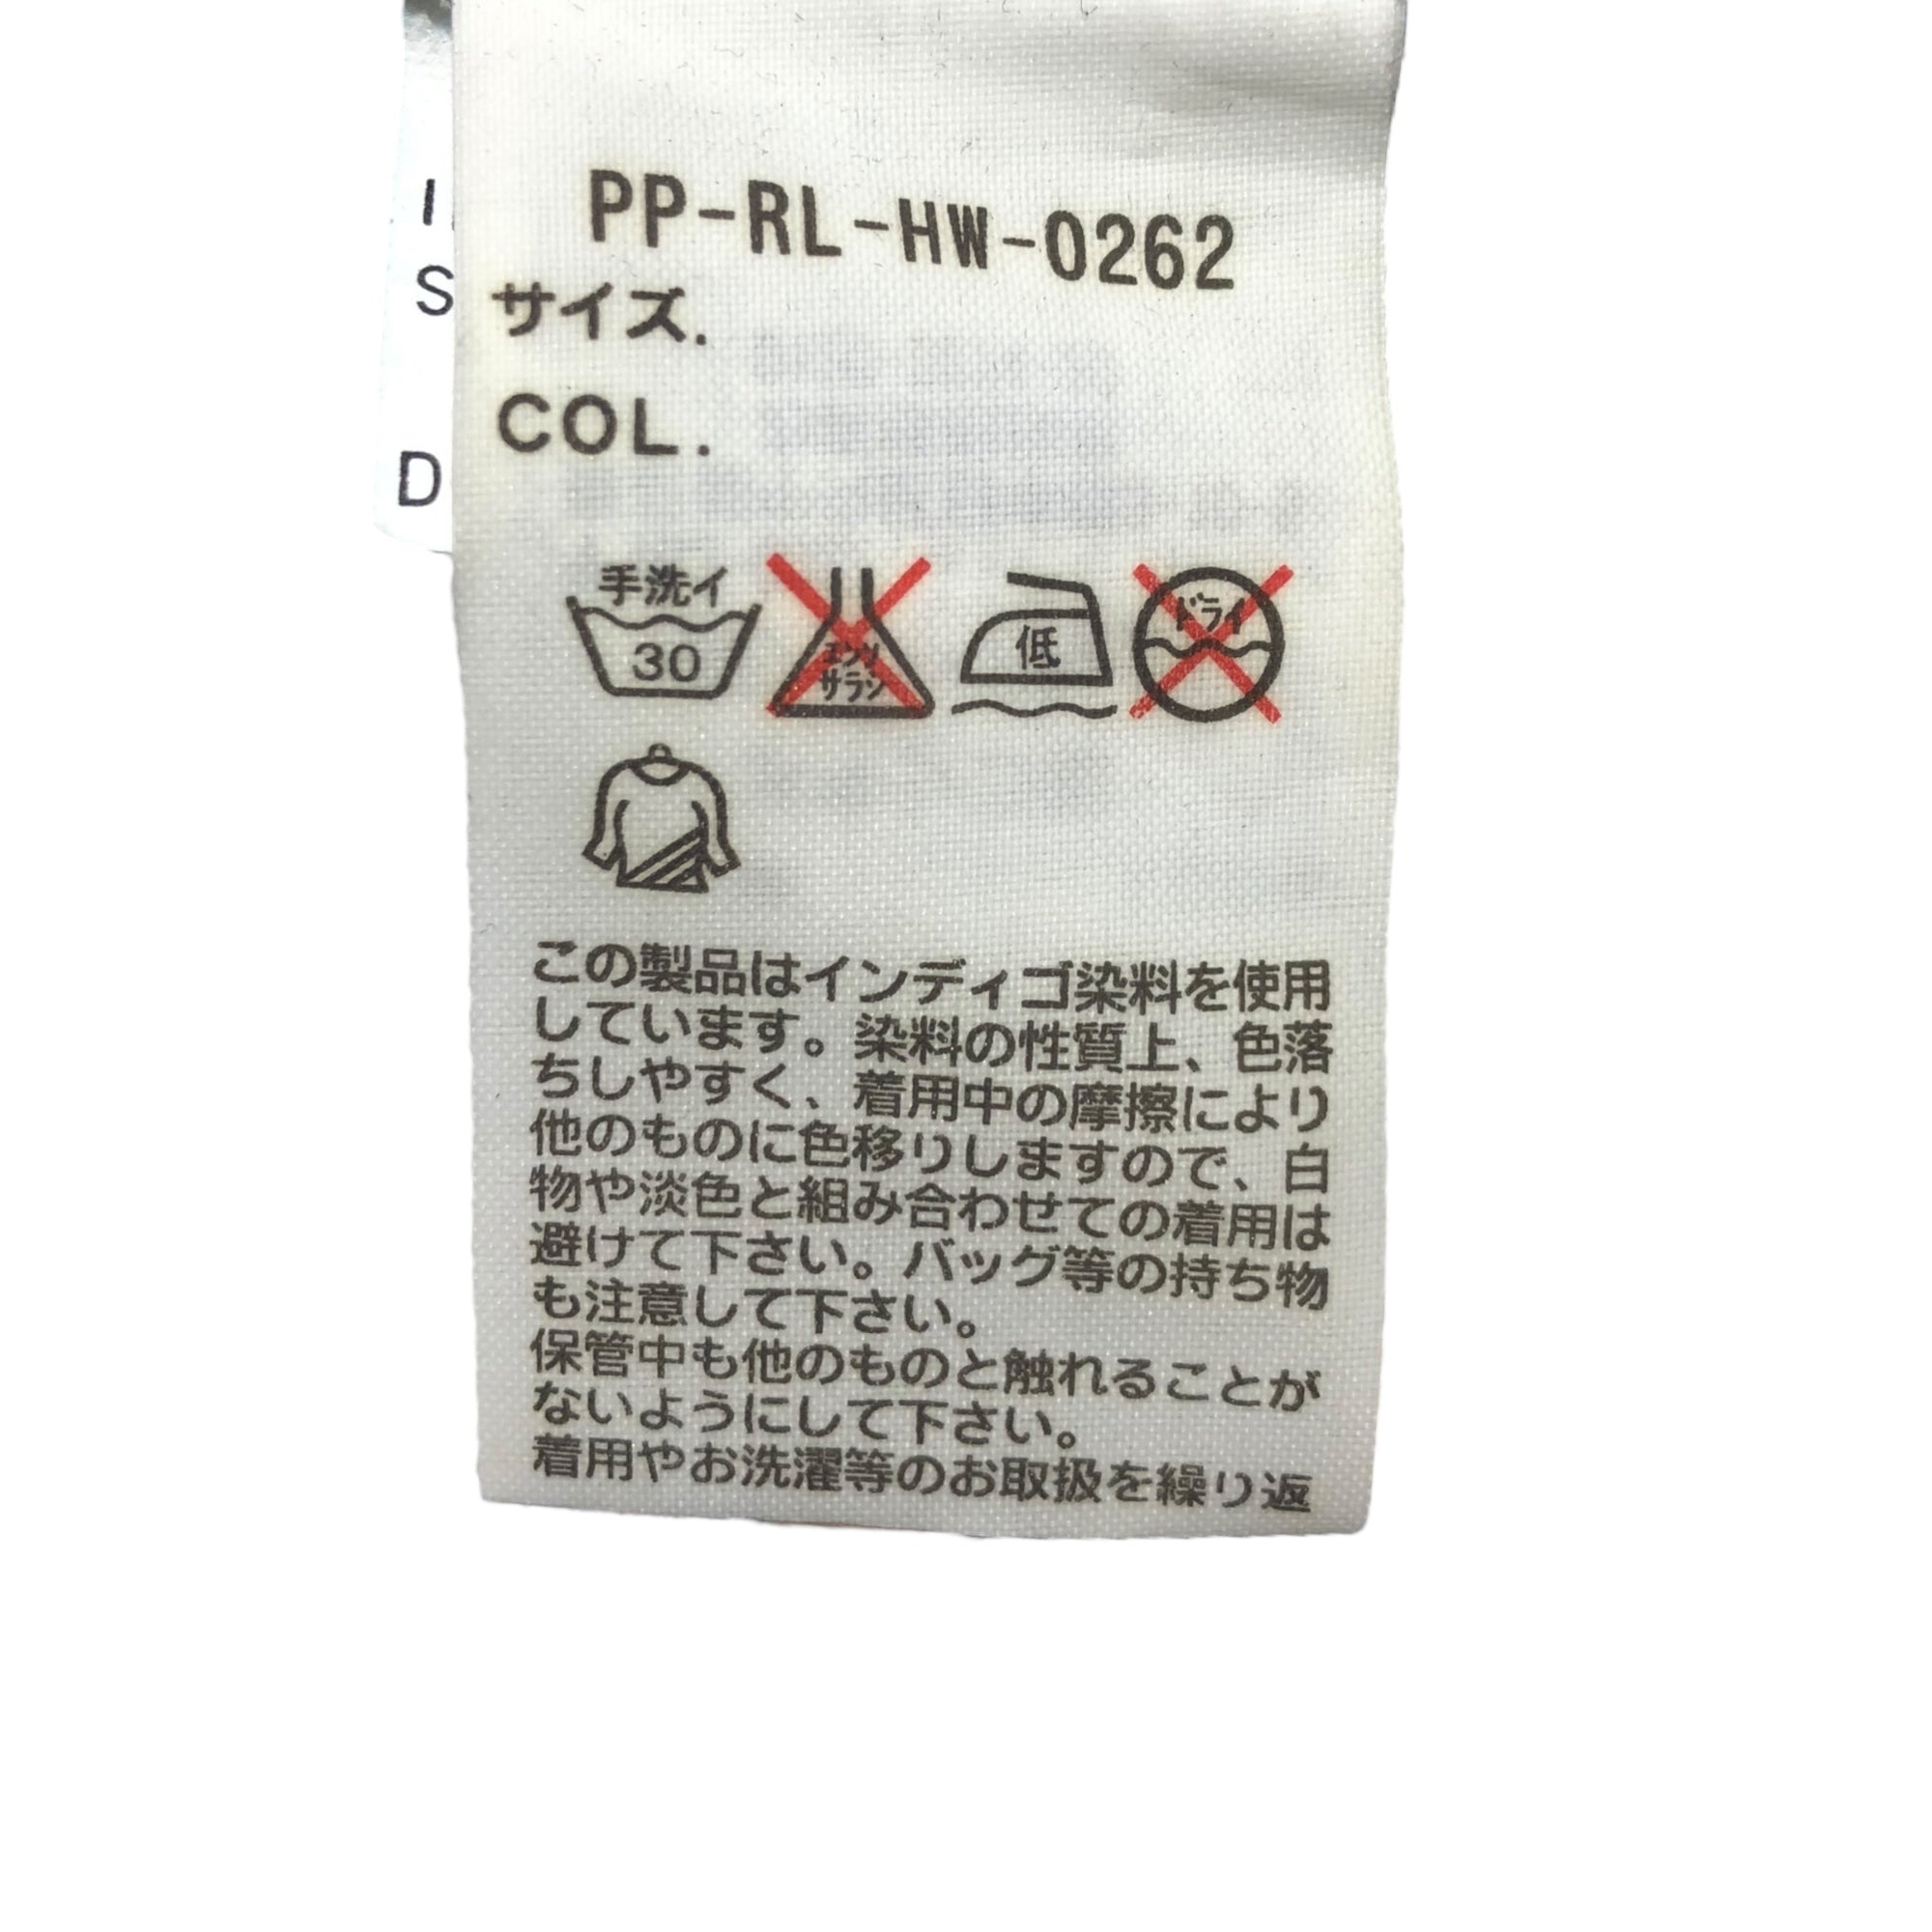 PP-RL-HW-0262
サイズ.
COL.
手洗イ
30
エンソ
サラシ
低
ドライ
この製品はインディゴ染料を使用
しています。染料の性質上、色落
ちしやすく、着用中の摩擦により
他のものに色移りしますので、白
物や淡色と組み合わせての着用は
避けて下さい。バッグ等の持ち物
も注意して下さい。
保管中も他のものと触れることが
ないようにして下さい。
着用やお洗濯等のお取扱を繰り返
S
D